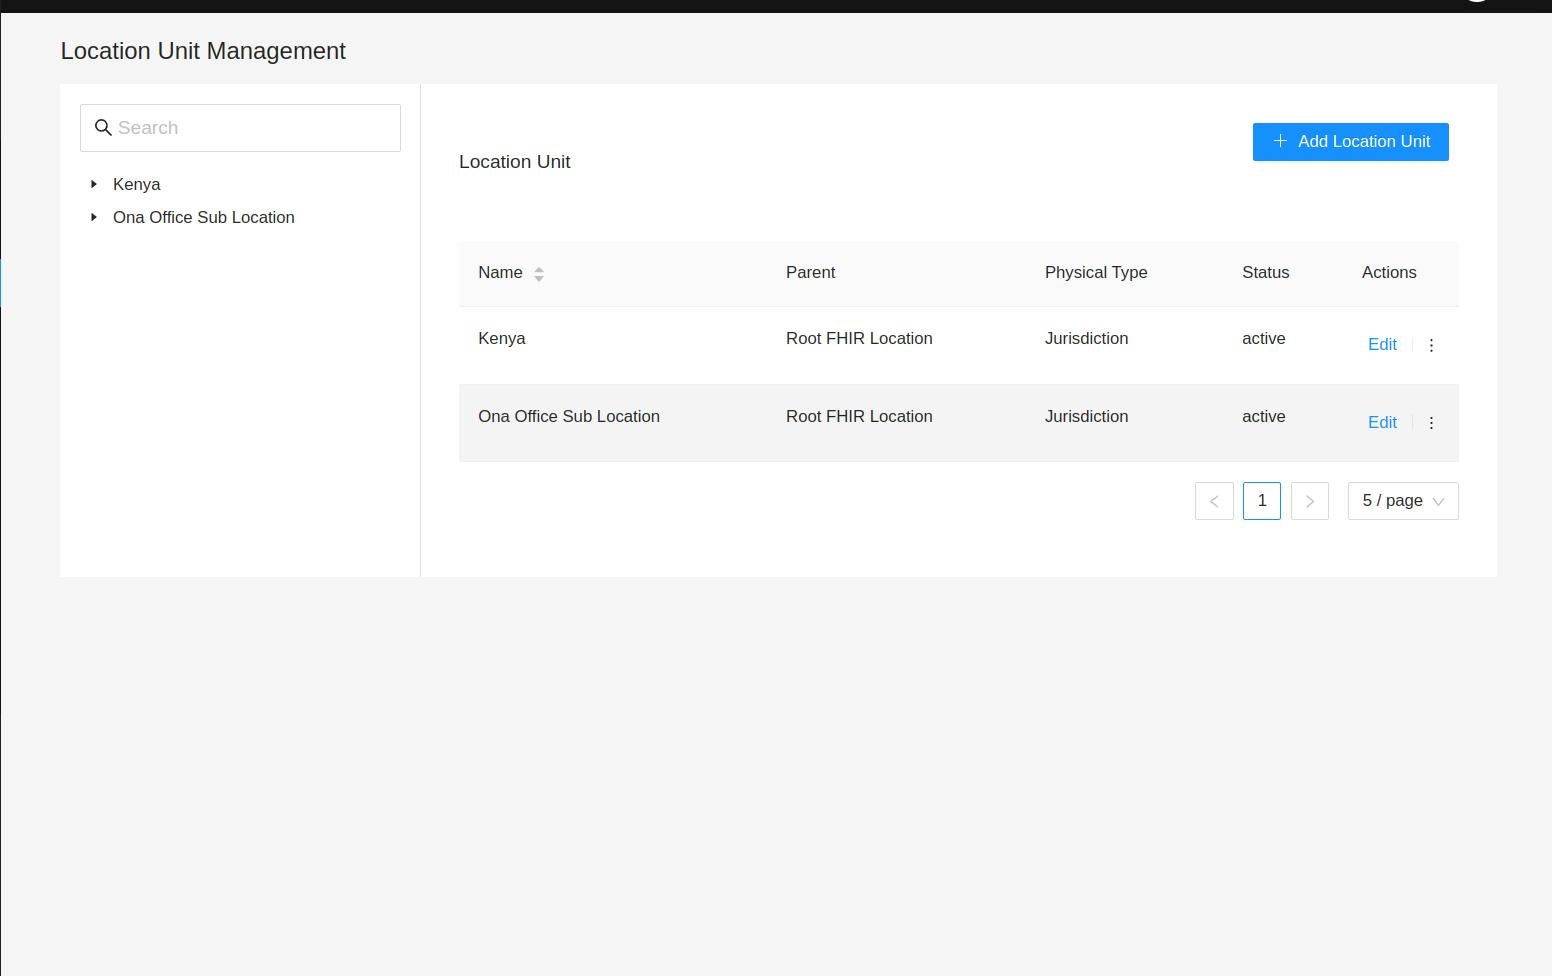 Location Unit Management
Search
Kenya
Ona Office Sub Location
Location Unit
Add Location Unit
Name Parent Physical Type Status Actions
Kenya Root FHIR Location Jurisdiction active Edit
Ona Office Sub Location Root FHIR Location Jurisdiction active Edit
1 5 / page